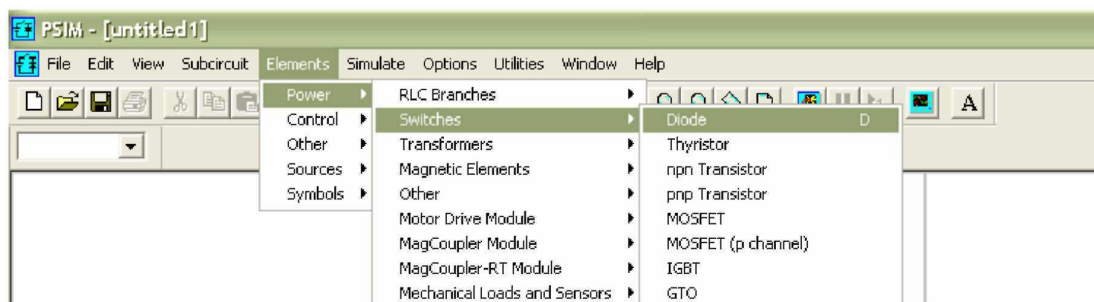 PSIM - [untitled1]
File Edit View Subcircuit Elements Simulate Options Utilities Window Help
Power
Control
Other
Sources
Symbols
RLC Branches
Switches
Transformers
Magnetic Elements
Other
Motor Drive Module
MagCoupler Module
MagCoupler-RT Module
Mechanical Loads and Sensors
Diode D
Thyristor
npn Transistor
pnp Transistor
MOSFET
MOSFET (p channel)
IGBT
GTO
A